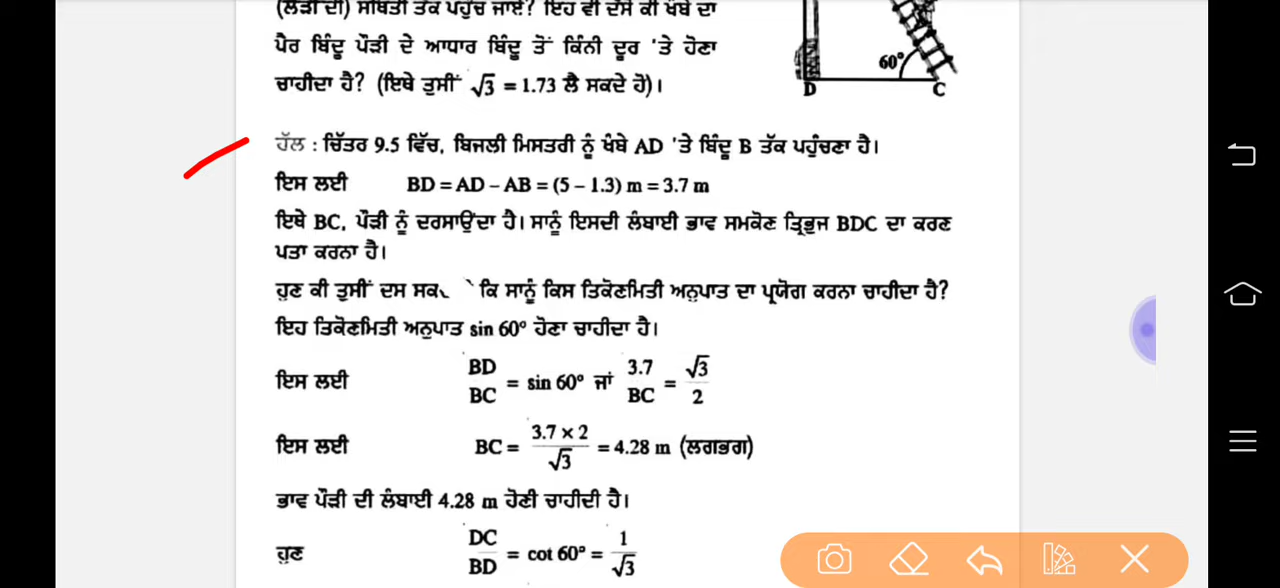 (ਲੋੜੀਂਦੀ) ਸਥਿਤੀ ਤੱਕ ਪਹੁੰਚ ਜਾਏ? ਇਹ ਵੀ ਦੱਸੋ ਕੀ ਖੰਬੇ ਦਾ
ਪੈਰ ਬਿੰਦੂ ਪੌੜੀ ਦੇ ਆਧਾਰ ਬਿੰਦੂ ਤੋਂ ਕਿੰਨੀ ਦੂਰ 'ਤੇ ਹੋਣਾ
ਚਾਹੀਦਾ ਹੈ? (ਇਥੇ ਤੁਸੀਂ √3 = 1.73 ਲੈ ਸਕਦੇ ਹੋ)।
60°
D C
ਹੱਲ : ਚਿੱਤਰ 9.5 ਵਿੱਚ, ਬਿਜਲੀ ਮਿਸਤਰੀ ਨੂੰ ਖੰਬੇ AD 'ਤੇ ਬਿੰਦੂ B ਤੱਕ ਪਹੁੰਚਣਾ ਹੈ।
ਇਸ ਲਈ BD = AD – AB = (5 – 1.3) m = 3.7 m
ਇਥੇ BC, ਪੌੜੀ ਨੂੰ ਦਰਸਾਉਂਦਾ ਹੈ। ਸਾਨੂੰ ਇਸਦੀ ਲੰਬਾਈ ਭਾਵ ਸਮਕੋਣ ਤ੍ਰਿਭੁਜ BDC ਦਾ ਕਰਣ
ਪਤਾ ਕਰਨਾ ਹੈ।
ਹੁਣ ਕੀ ਤੁਸੀਂ ਦਸ ਕਿ ਸਾਨੂੰ ਕਿਸ ਤਿਕੋਣਮਿਤੀ ਅਨੁਪਾਤ ਦਾ ਪ੍ਰਯੋਗ ਕਰਨਾ ਚਾਹੀਦਾ ਹੈ?
ਇਹ ਤਿਕੋਣਮਿਤੀ ਅਨੁਪਾਤ sin 60° ਹੋਣਾ ਚਾਹੀਦਾ ਹੈ।
ਇਸ ਲਈ BD/BC = sin 60° ਜਾਂ 3.7/BC = √3/2
ਇਸ ਲਈ BC = 3.7 × 2/√3 = 4.28 m (ਲਗਭਗ)
ਭਾਵ ਪੌੜੀ ਦੀ ਲੰਬਾਈ 4.28 m ਹੋਣੀ ਚਾਹੀਦੀ ਹੈ।
ਹੁਣ DC/BD = cot 60° = 1/√3